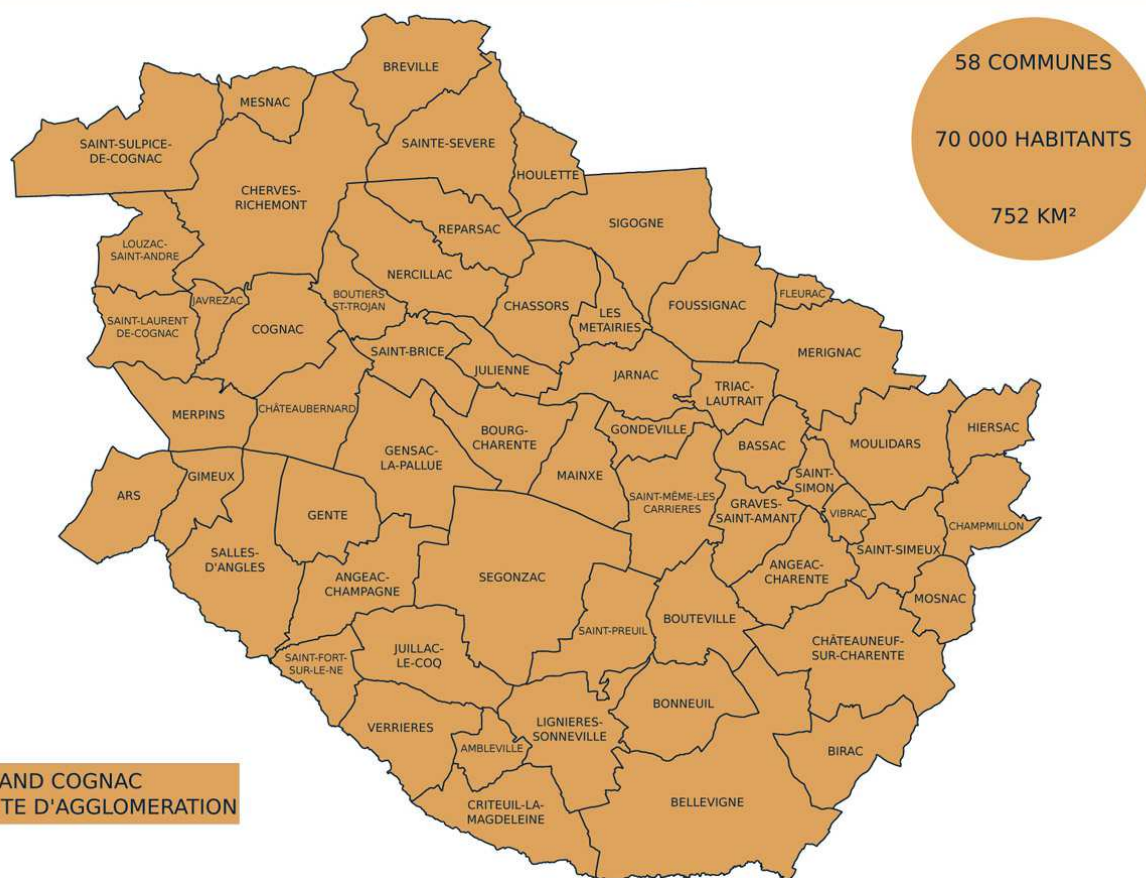 58 COMMUNES
70 000 HABITANTS
752 KM²
BREVILLE
MESNAC
SAINT-SULPICE-
DE-COGNAC
SAINTE-SEVERE
HOULETTE
CHERVES-
RICHEMONT
REPARSAC
SIGOGNE
LOUZAC-
SAINT-ANDRE
NERCILLAC
JAVREZAC
BOUTIERS
ST-TROJAN
CHASSORS
LES
METAIRIES
FOUSSIGNAC
FLEURAC
SAINT-LAURENT
DE-COGNAC
COGNAC
SAINT-BRICE
JULIENNE
JARNAC
MERIGNAC
TRIAC-
LAUTRAIT
MERPINS
CHÂTEAUBERNARD
BOURG-
CHARENTE
GONDEVILLE
BASSAC
MOULIDARS
HIERSAC
GENSAC-
LA-PALLUE
MAINXE
SAINT-
SIMON
ARS
GIMEUX
GENTE
SAINT-MÊME-LES
CARRIERES
GRAVES-
SAINT-AMANT
VIBRAC
CHAMPMILLON
SALLES-
D'ANGLES
SAINT-SIMEUX
ANGEAC-
CHAMPAGNE
SEGONZAC
ANGEAC-
CHARENTE
MOSNAC
SAINT-PREUIL
BOUTEVILLE
CHÂTEAUNEUF-
SUR-CHARENTE
SAINT-FORT-
SUR-LE-NE
JUILLAC-
LE-COQ
BONNEUIL
VERRIERES
LIGNIERES-
SONNEVILLE
AMBLEVILLE
BIRAC
CRITEUIL-LA-
MAGDELEINE
BELLEVIGNE
AND COGNAC
TE D'AGGLOMERATION